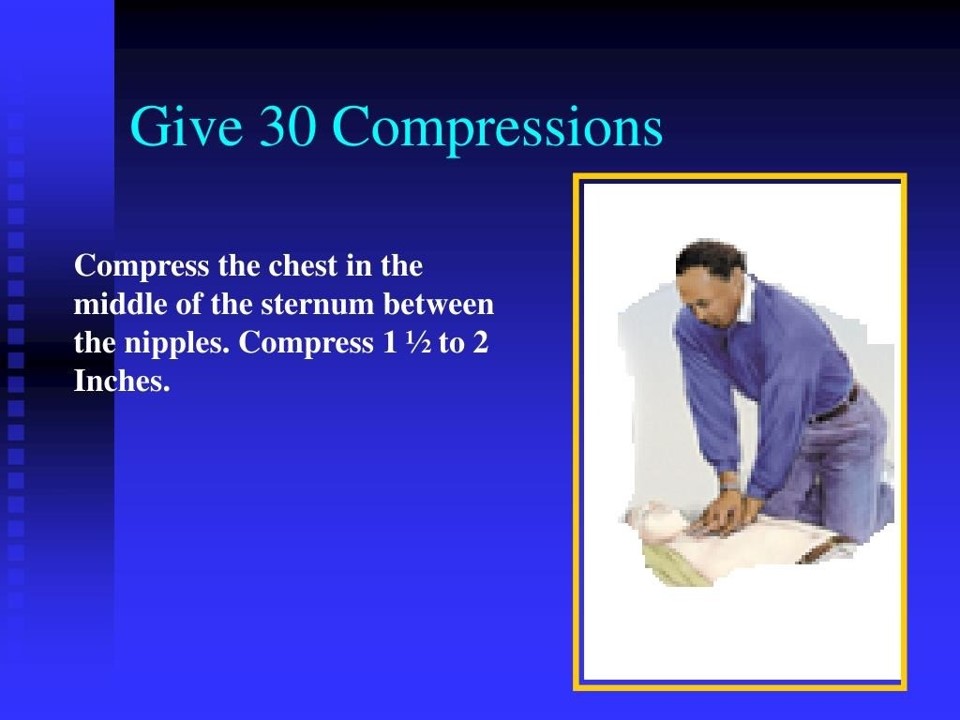 Give 30 Compressions
Compress the chest in the
middle of the sternum between
the nipples. Compress 1 ½ to 2
Inches.